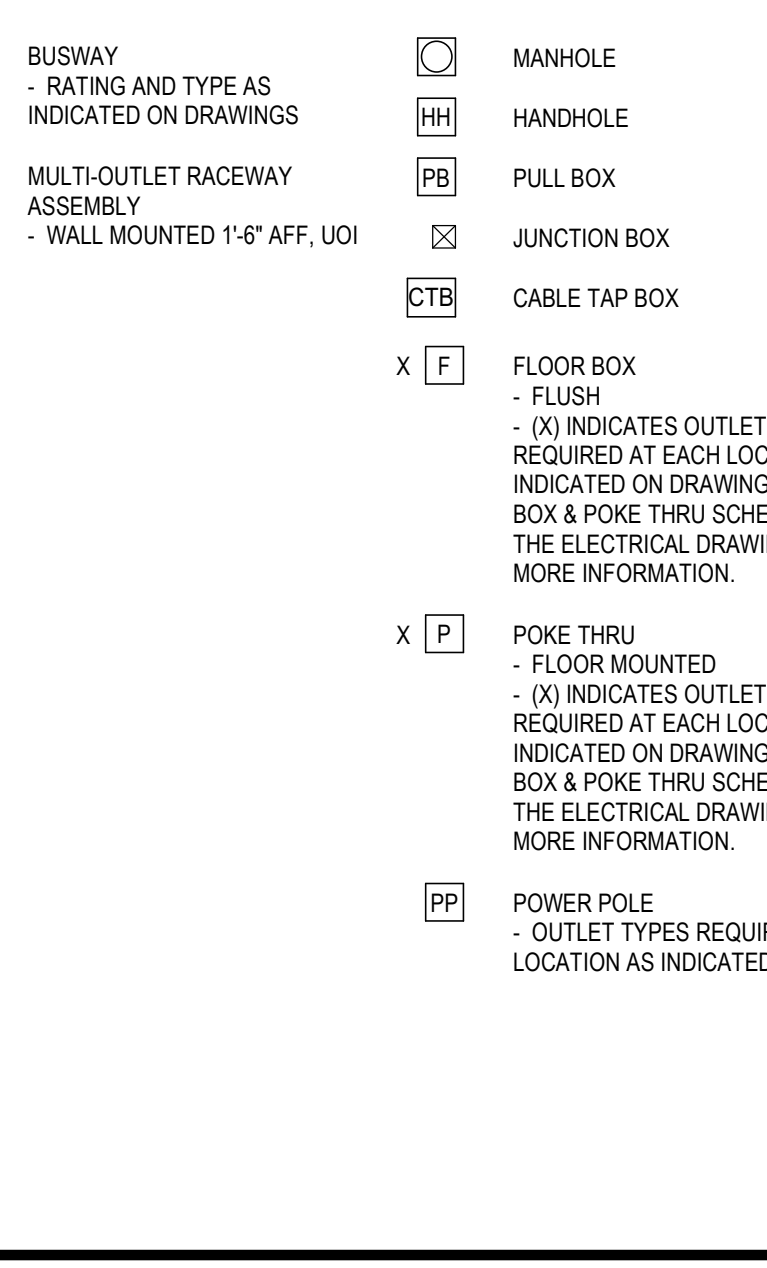 BUSWAY
- RATING AND TYPE AS
INDICATED ON DRAWINGS
MULTI-OUTLET RACEWAY
ASSEMBLY
- WALL MOUNTED 1'-6" AFF, UOI
MANHOLE
HH HANDHOLE
PB PULL BOX
JUNCTION BOX
CTB CABLE TAP BOX
X F FLOOR BOX
- FLUSH
- (X) INDICATES OUTLET
REQUIRED AT EACH LOC
INDICATED ON DRAWING
BOX & POKE THRU SCHE
THE ELECTRICAL DRAWI
MORE INFORMATION.
X P POKE THRU
- FLOOR MOUNTED
- (X) INDICATES OUTLET
REQUIRED AT EACH LOC
INDICATED ON DRAWING
BOX & POKE THRU SCHE
THE ELECTRICAL DRAWI
MORE INFORMATION.
PP POWER POLE
- OUTLET TYPES REQUI
LOCATION AS INDICATED